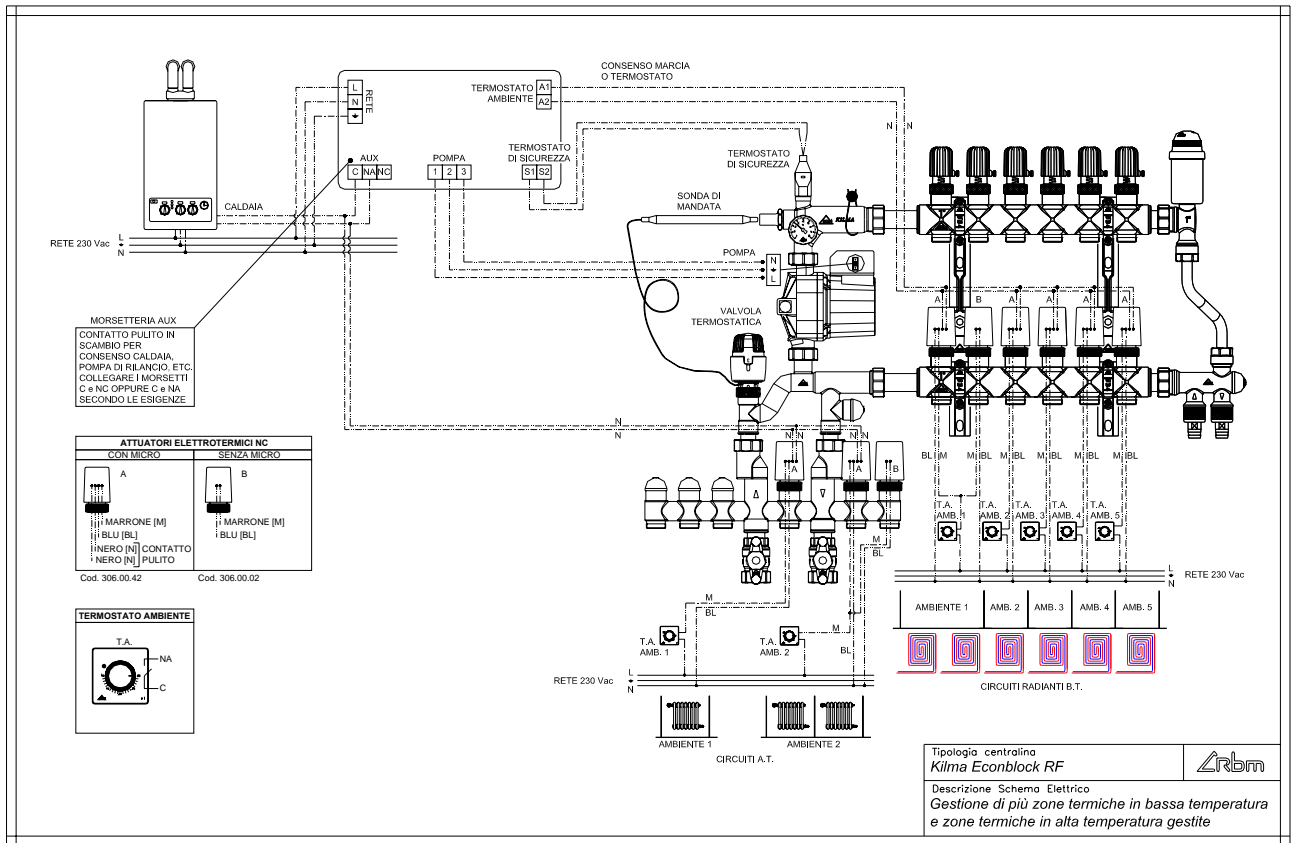 CONSENSO MARCIA
O TERMOSTATO
L
N
RETE
TERMOSTATO
AMBIENTE
A1
A2
AUX
C NA NC
POMPA
1 2 3
TERMOSTATO
DI SICUREZZA
S1 S2
TERMOSTATO
DI SICUREZZA
N N
CALDAIA
SONDA DI
MANDATA
KILMA
L
RETE 230 Vac
N
POMPA
N
L
VALVOLA
TERMOSTATICA
A B A A A A
MORSETTERIA AUX
CONTATTO PULITO IN
SCAMBIO PER
CONSENSO CALDAIA,
POMPA DI RILANCIO, ETC.
COLLEGARE I MORSETTI
C e NC OPPURE C e NA
SECONDO LE ESIGENZE
N
N
N N N N
A A B
BL M M BL M BL M BL M BL M BL
ATTUATORI ELETTROTERMICI NC
CON MICRO SENZA MICRO
A B
MARRONE [M] MARRONE [M]
BLU [BL] BLU [BL]
NERO [N] CONTATTO
NERO [N] PULITO
Cod. 306.00.42 Cod. 306.00.02
T.A.
AMB. 1
T.A.
AMB. 2
T.A.
AMB. 3
T.A.
AMB. 4
T.A.
AMB. 5
M
BL
L
RETE 230 Vac
N
M
BL
M
BL
T.A.
AMB. 1
T.A.
AMB. 2
AMBIENTE 1 AMB. 2 AMB. 3 AMB. 4 AMB. 5
CIRCUITI RADIANTI B.T.
TERMOSTATO AMBIENTE
T.A.
NA
C
L
RETE 230 Vac
N
AMBIENTE 1 AMBIENTE 2
CIRCUITI A.T.
Tipologia centralina
Kilma Econblock RF
rbm
Descrizione Schema Elettrico
Gestione di più zone termiche in bassa temperatura
e zone termiche in alta temperatura gestite